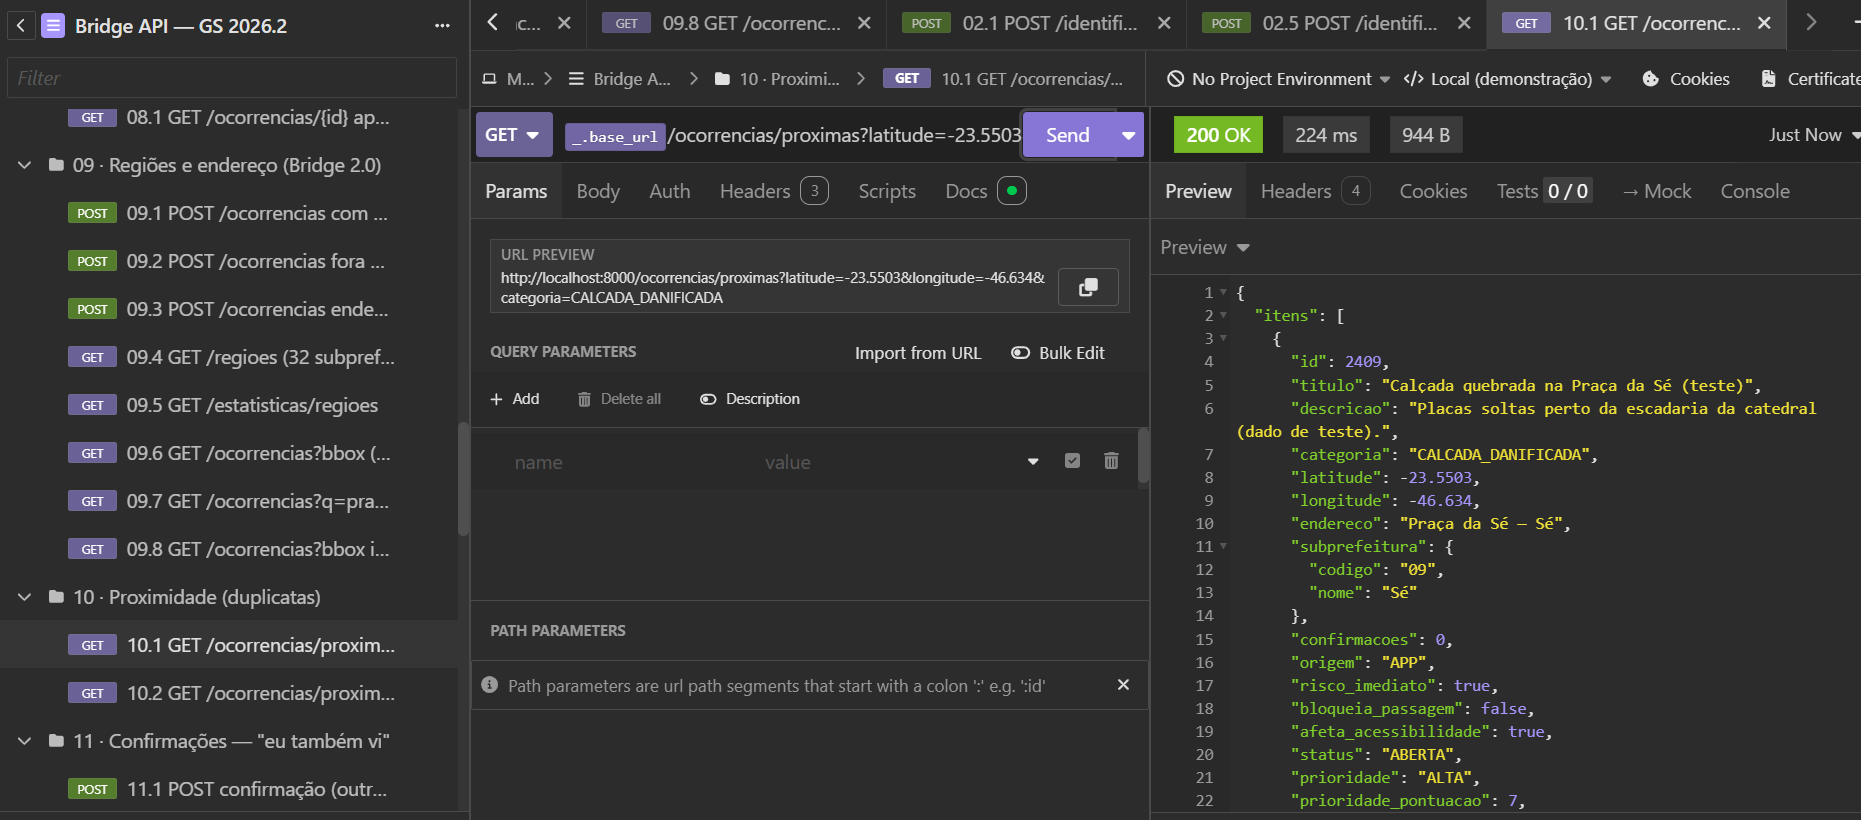 Bridge API — GS 2026.2
Filter
GET 08.1 GET /ocorrencias/{id} ap...
09 · Regiões e endereço (Bridge 2.0)
POST 09.1 POST /ocorrencias com ...
POST 09.2 POST /ocorrencias fora ...
POST 09.3 POST /ocorrencias ende...
GET 09.4 GET /regioes (32 subpref...
GET 09.5 GET /estatisticas/regioes
GET 09.6 GET /ocorrencias?bbox (...
GET 09.7 GET /ocorrencias?q=pra...
GET 09.8 GET /ocorrencias?bbox i...
10 · Proximidade (duplicatas)
GET 10.1 GET /ocorrencias/proxim...
GET 10.2 GET /ocorrencias/proxim...
11 · Confirmações — "eu também vi"
POST 11.1 POST confirmação (outr...
c...
GET 09.8 GET /ocorrenc...
POST 02.1 POST /identifi...
POST 02.5 POST /identifi...
GET 10.1 GET /ocorrenc...
M... Bridge A... 10 · Proximi... GET 10.1 GET /ocorrencias/...
No Project Environment
</> Local (demonstração)
Cookies
Certificate
GET _.base_url /ocorrencias/proximas?latitude=-23.5503 Send
200 OK 224 ms 944 B Just Now
Params Body Auth Headers 3 Scripts Docs
Preview Headers 4 Cookies Tests 0 / 0 → Mock Console
URL PREVIEW
http://localhost:8000/ocorrencias/proximas?latitude=-23.5503&longitude=-46.634&
categoria=CALCADA_DANIFICADA
QUERY PARAMETERS Import from URL Bulk Edit
+ Add Delete all Description
name value
PATH PARAMETERS
Path parameters are url path segments that start with a colon ':' e.g. ':id'
Preview
1 {
2 "itens": [
3 {
4 "id": 2409,
5 "titulo": "Calçada quebrada na Praça da Sé (teste)",
6 "descricao": "Placas soltas perto da escadaria da catedral
(dado de teste).",
7 "categoria": "CALCADA_DANIFICADA",
8 "latitude": -23.5503,
9 "longitude": -46.634,
10 "endereco": "Praça da Sé — Sé",
11 "subprefeitura": {
12 "codigo": "09",
13 "nome": "Sé"
14 },
15 "confirmacoes": 0,
16 "origem": "APP",
17 "risco_imediato": true,
18 "bloqueia_passagem": false,
19 "afeta_acessibilidade": true,
20 "status": "ABERTA",
21 "prioridade": "ALTA",
22 "prioridade_pontuacao": 7,